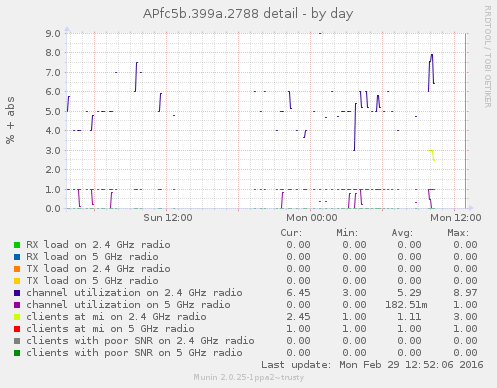 APfc5b.399a.2788 detail - by day
RRDTOOL / TOBI OETIKER
% + abs
9.0
8.0
7.0
6.0
5.0
4.0
3.0
2.0
1.0
0.0
Sun 12:00 Mon 00:00 Mon 12:00
Cur: Min: Avg: Max:
RX load on 2.4 GHz radio 0.00 0.00 0.00 0.00
RX load on 5 GHz radio 0.00 0.00 0.00 0.00
TX load on 2.4 GHz radio 0.00 0.00 0.00 0.00
TX load on 5 GHz radio 0.00 0.00 0.00 0.00
channel utilization on 2.4 GHz radio 6.45 3.00 5.29 8.97
channel utilization on 5 GHz radio 0.00 0.00 182.51m 1.00
clients at mi on 2.4 GHz radio 2.45 1.00 1.11 3.00
clients at mi on 5 GHz radio 1.00 1.00 1.00 1.00
clients with poor SNR on 2.4 GHz radio 0.00 0.00 0.00 0.00
clients with poor SNR on 5 GHz radio 0.00 0.00 0.00 0.00
Last update: Mon Feb 29 12:52:06 2016
Munin 2.0.25-1ppa2~trusty